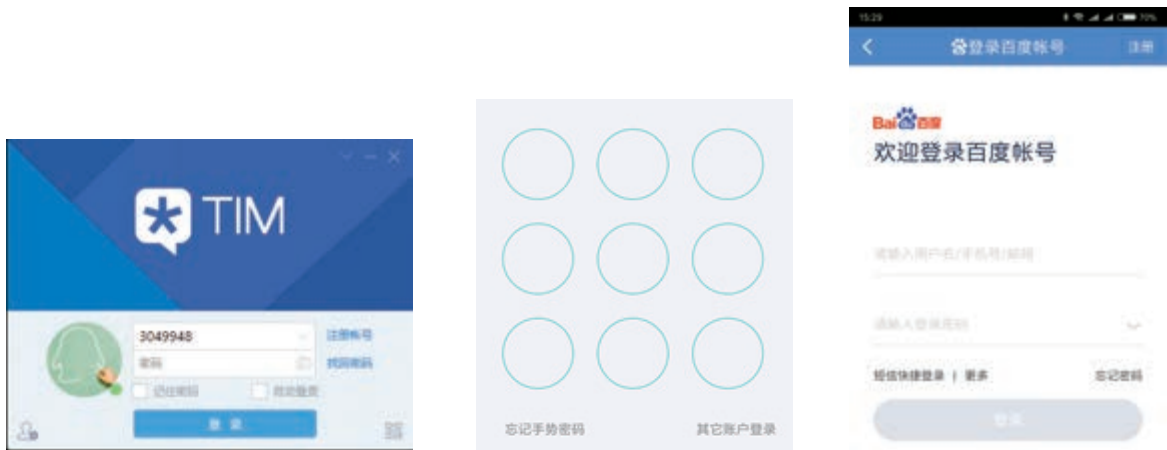 TIM
3049948
注册帐号
密码
找回密码
记住密码
自动登录
登录
忘记手势密码
其它账户登录
15:29
70%
登录百度帐号
注册
Bai du 百度
欢迎登录百度帐号
请输入用户名/手机号/邮箱
请输入登录密码
短信快捷登录 | 更多
忘记密码
登录